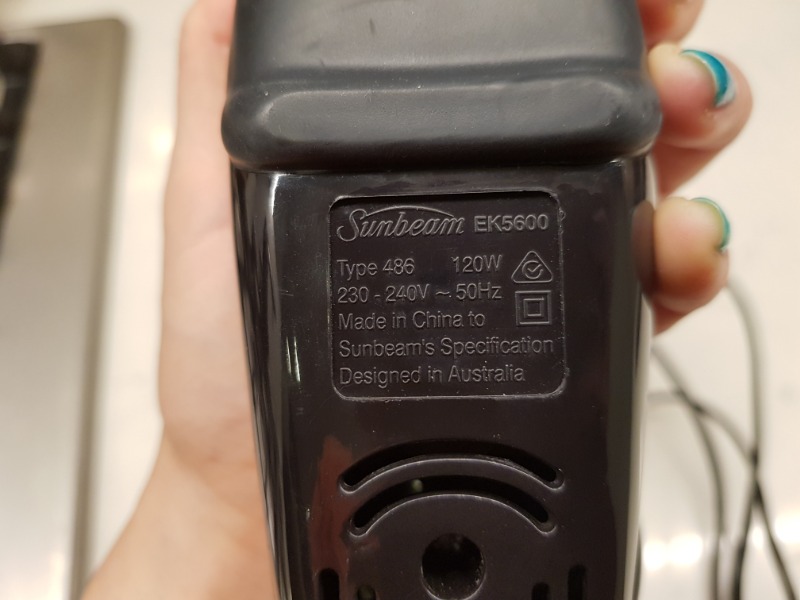 Sunbeam EK5600
Type 486 120W
230 - 240V ~ 50Hz
Made in China to
Sunbeam's Specification
Designed in Australia